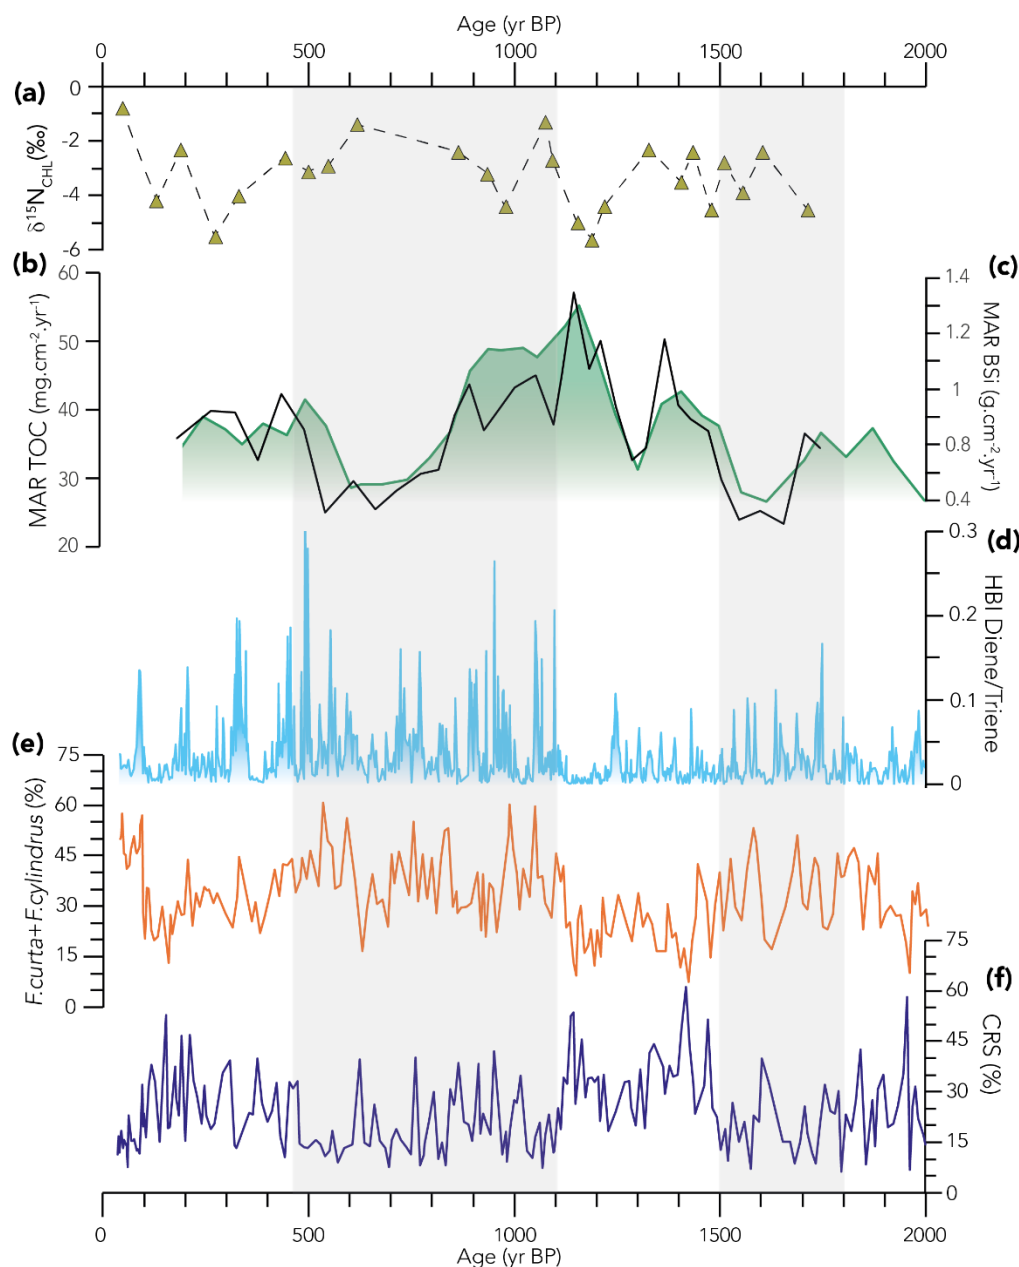 Age (yr BP)
0 500 1000 1500 2000
(a)
0
-2
-4
-6
δ¹⁵N_CHL(‰)
(b)
60
50
40
30
20
MAR TOC (mg.cm⁻².yr⁻¹)
(c)
1.4
1.2
1
0.8
0.6
0.4
MAR BSi (g.cm⁻².yr⁻¹)
(d)
0.3
0.2
0.1
0
HBI Diene/Triene
(e)
75
60
45
30
15
0
F.curta+F.cylindrus (%)
(f)
75
60
45
30
15
0
CRS (%)
0 500 1000 1500 2000
Age (yr BP)